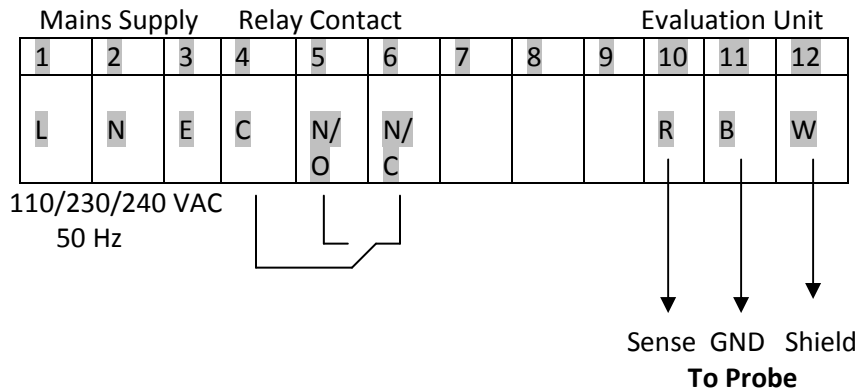 Mains Supply Relay Contact Evaluation Unit
1 2 3 4 5 6 7 8 9 10 11 12
L N E C N/ N/ R B W
O C
110/230/240 VAC
50 Hz
Sense GND Shield
To Probe